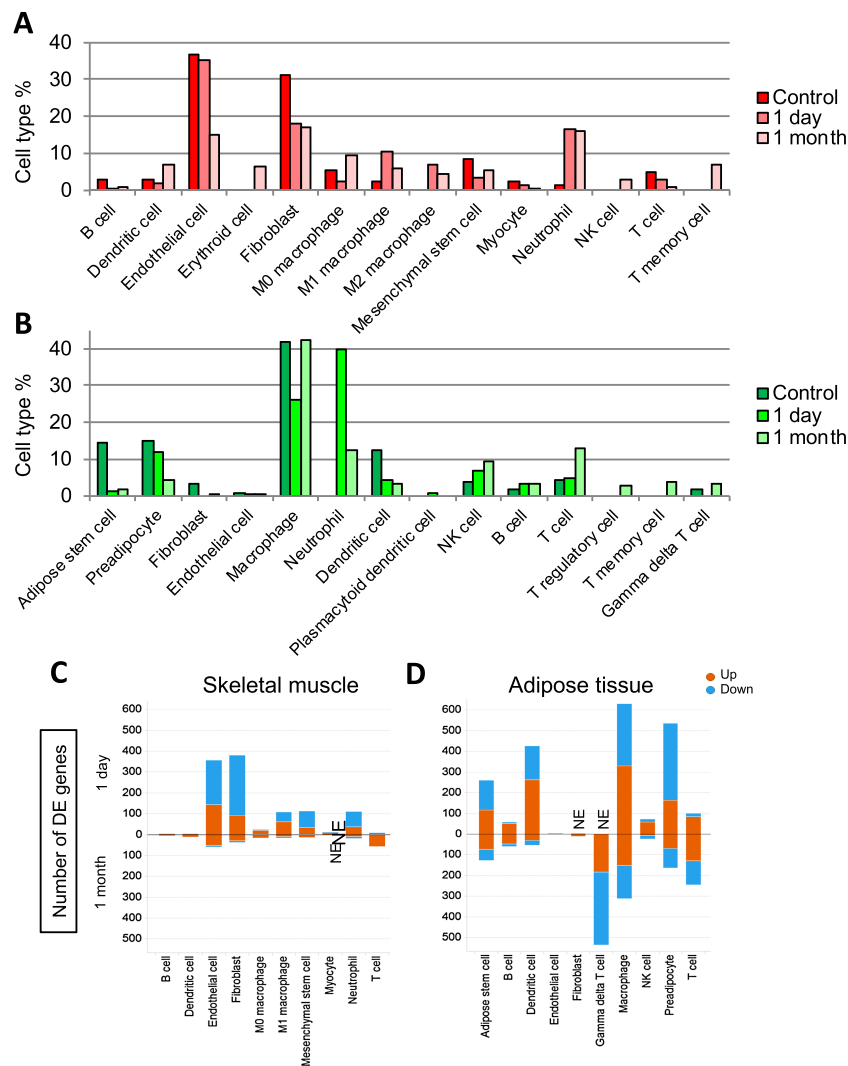 A
Cell type %
40
30
20
10
0
Control
1 day
1 month
B cell
Dendritic cell
Endothelial cell
Erythroid cell
Fibroblast
M0 macrophage
M1 macrophage
M2 macrophage
Mesenchymal stem cell
Myocyte
Neutrophil
NK cell
T cell
T memory cell
B
Cell type %
40
30
20
10
0
Control
1 day
1 month
Adipose stem cell
Preadipocyte
Fibroblast
Endothelial cell
Macrophage
Neutrophil
Dendritic cell
Plasmacytoid dendritic cell
NK cell
B cell
T cell
T regulatory cell
T memory cell
Gamma delta T cell
C
Skeletal muscle
Number of DE genes
1 day
1 month
600
500
400
300
200
100
0
100
200
300
400
500
NE
NE
B cell
Dendritic cell
Endothelial cell
Fibroblast
M0 macrophage
M1 macrophage
Mesenchymal stem cell
Myocyte
Neutrophil
T cell
D
Adipose tissue
Up
Down
600
500
400
300
200
100
0
100
200
300
400
500
NE
NE
Adipose stem cell
B cell
Dendritic cell
Endothelial cell
Fibroblast
Gamma delta T cell
Macrophage
NK cell
Preadipocyte
T cell